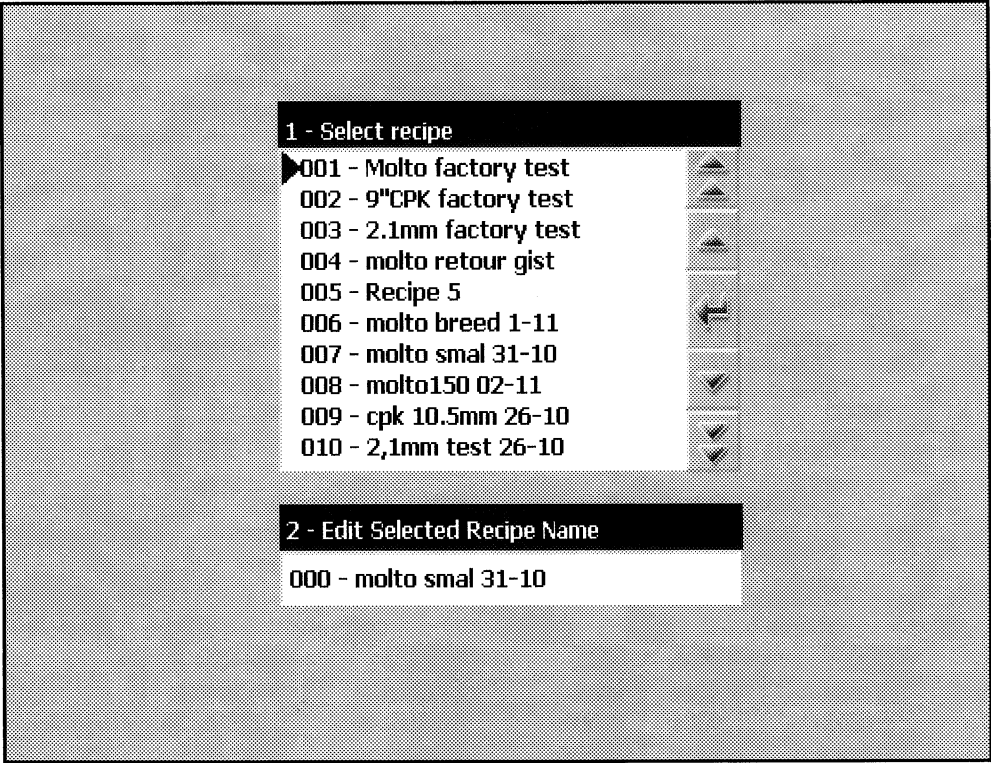 1 - Select recipe
001 - Molto factory test
002 - 9"CPK factory test
003 - 2.1mm factory test
004 - molto retour gist
005 - Recipe 5
006 - molto breed 1-11
007 - molto smal 31-10
008 - molto150 02-11
009 - cpk 10.5mm 26-10
010 - 2,1mm test 26-10
2 - Edit Selected Recipe Name
000 - molto smal 31-10